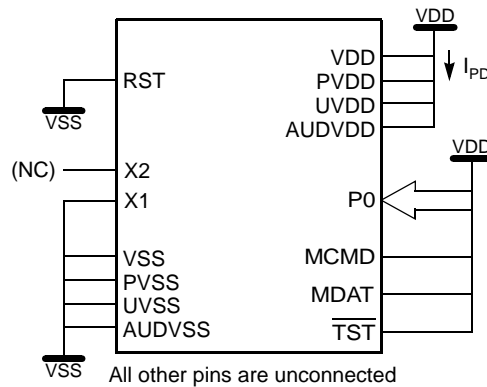 VDD
VDD
I_PD
RST
PVDD
UVDD
VSS
AUDVDD
VDD
(NC)
X2
X1
P0
VSS
MCMD
PVSS
UVSS
MDAT
AUDVSS
TST
VSS
All other pins are unconnected